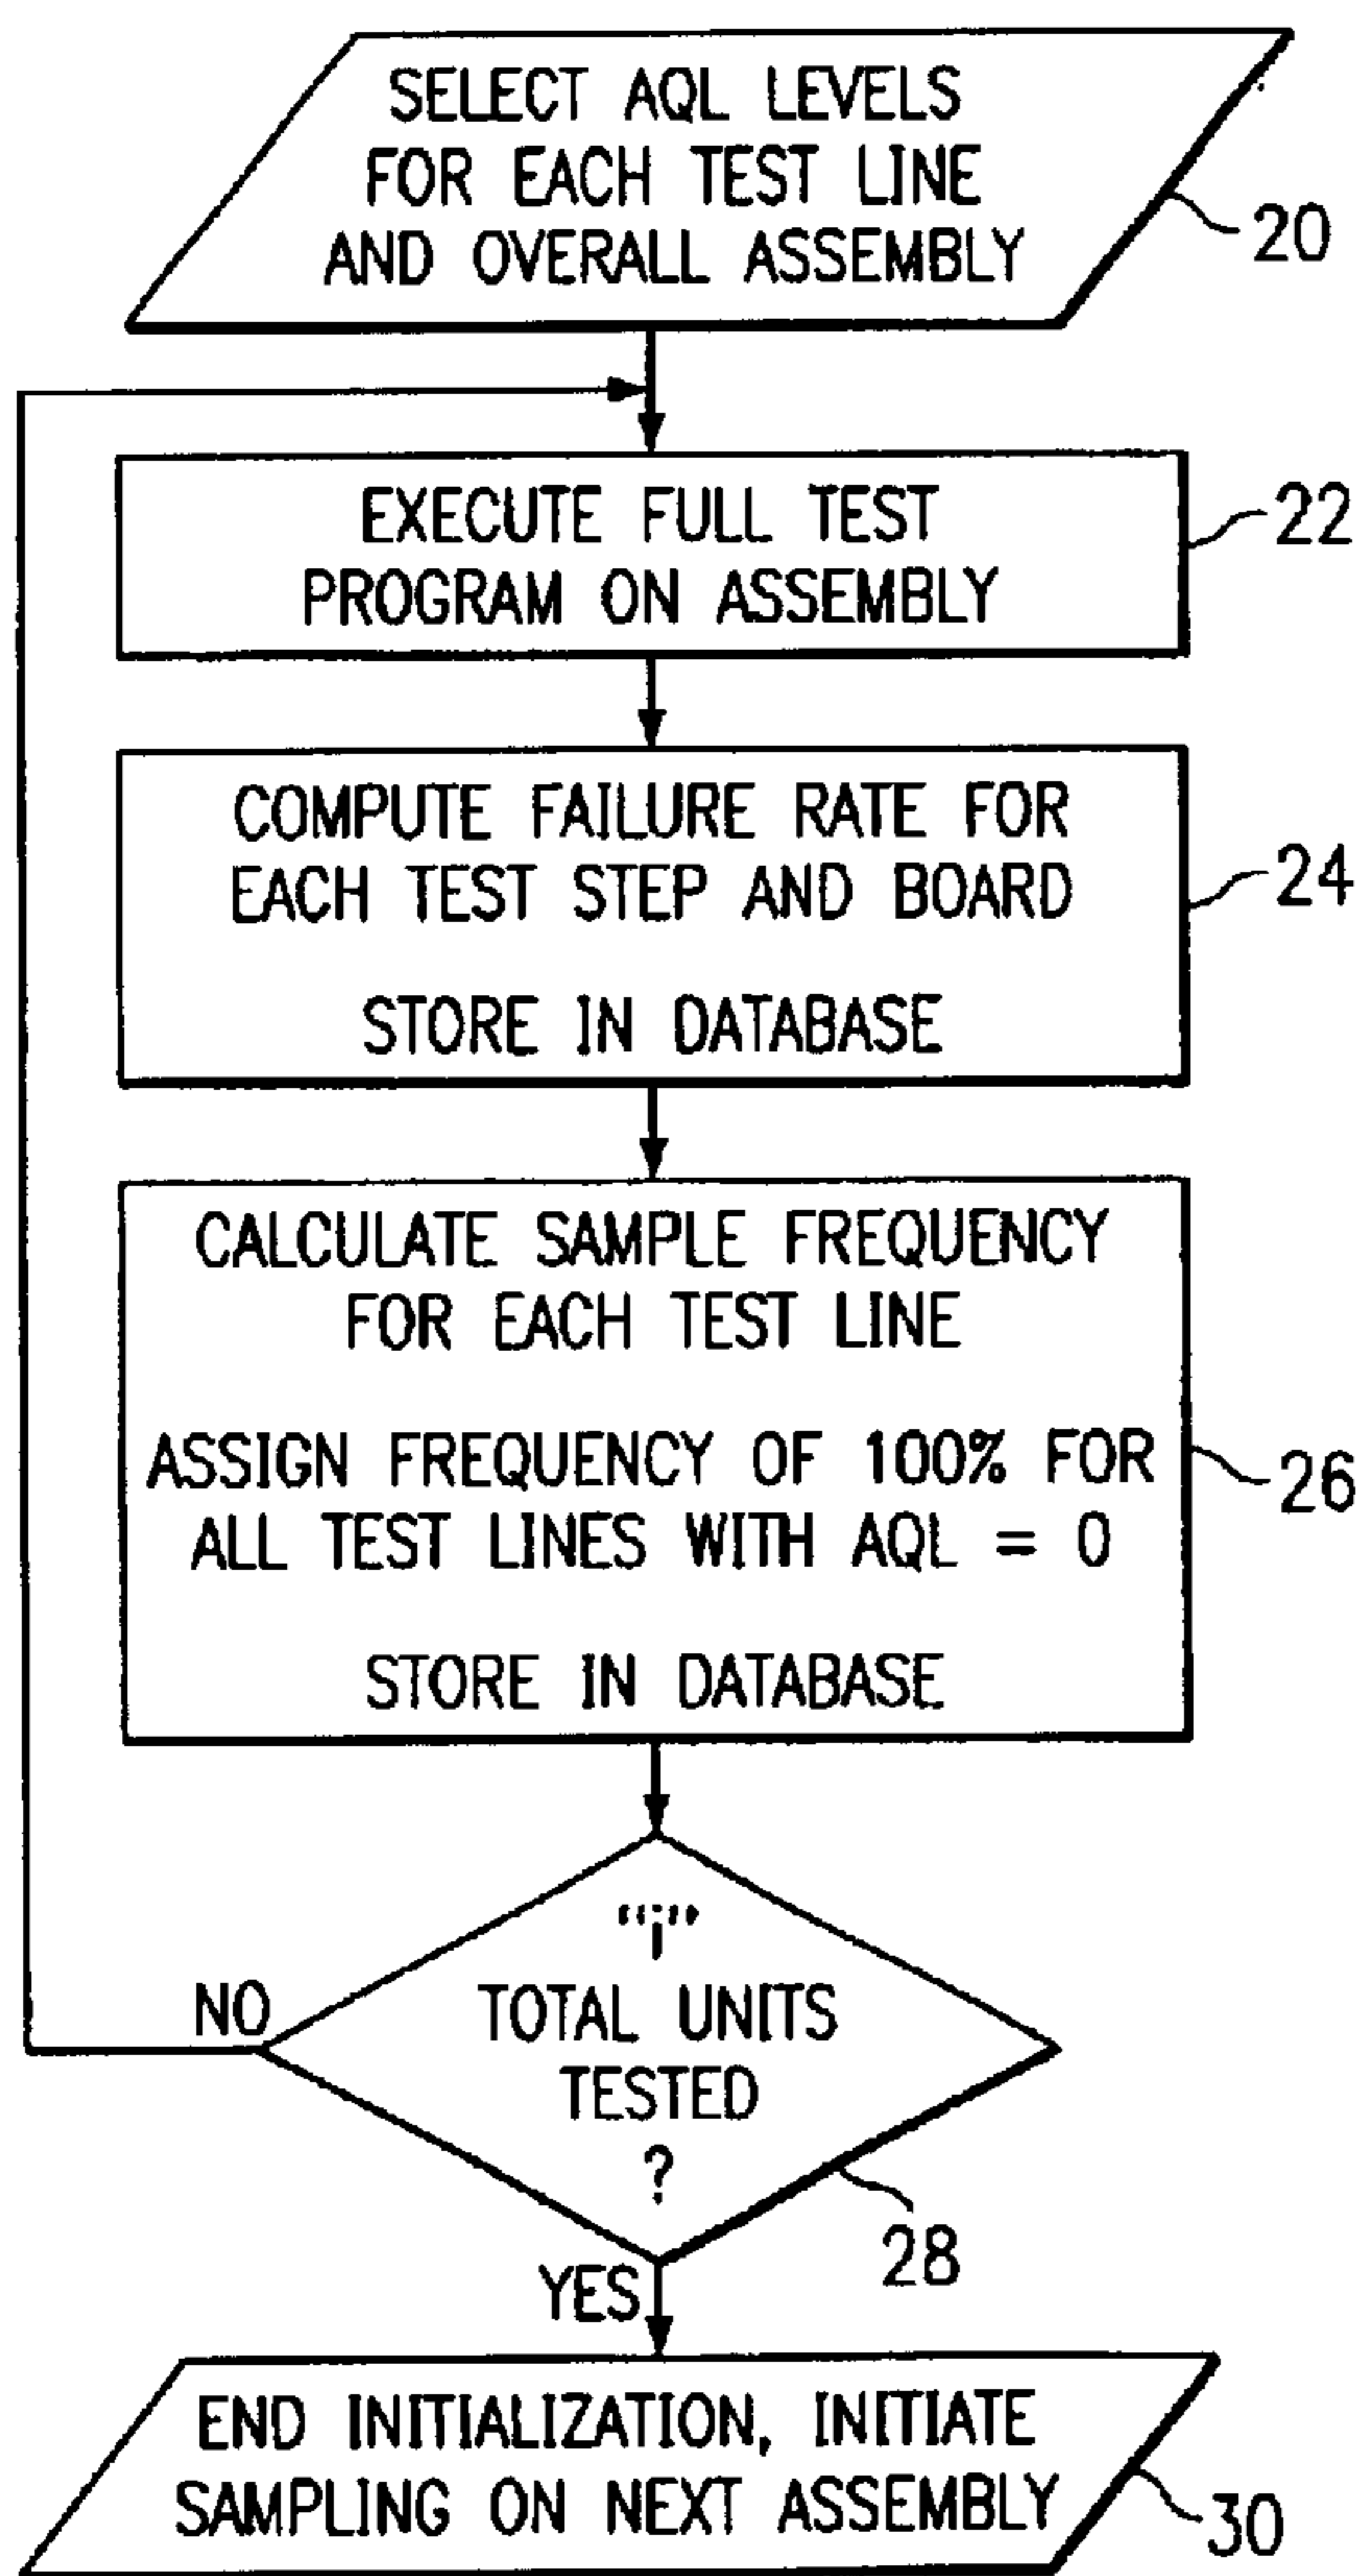 SELECT AQL LEVELS
FOR EACH TEST LINE
AND OVERALL ASSEMBLY
20
EXECUTE FULL TEST
PROGRAM ON ASSEMBLY
22
COMPUTE FAILURE RATE FOR
EACH TEST STEP AND BOARD
STORE IN DATABASE
24
CALCULATE SAMPLE FREQUENCY
FOR EACH TEST LINE
ASSIGN FREQUENCY OF 100% FOR
ALL TEST LINES WITH AQL = 0
STORE IN DATABASE
26
"i"
TOTAL UNITS
TESTED
?
NO
28
YES
END INITIALIZATION, INITIATE
SAMPLING ON NEXT ASSEMBLY
30